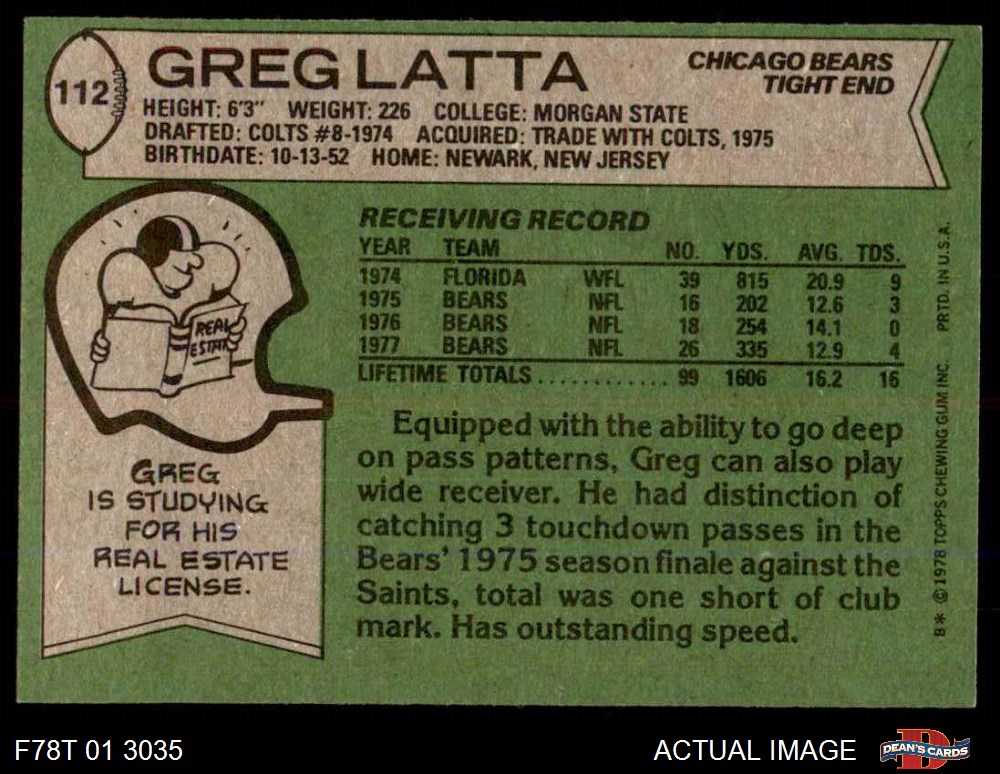 112
GREG LATTA
CHICAGO BEARS
TIGHT END
HEIGHT: 6'3" WEIGHT: 226 COLLEGE: MORGAN STATE
DRAFTED: COLTS #8-1974 ACQUIRED: TRADE WITH COLTS, 1975
BIRTHDATE: 10-13-52 HOME: NEWARK, NEW JERSEY
REAL
ESTATE
GREG
IS STUDYING
FOR HIS
REAL ESTATE
LICENSE.
RECEIVING RECORD
YEAR TEAM NO. YDS. AVG. TDS.
1974 FLORIDA WFL 39 815 20.9 9
1975 BEARS NFL 16 202 12.6 3
1976 BEARS NFL 18 254 14.1 0
1977 BEARS NFL 26 335 12.9 4
LIFETIME TOTALS............ 99 1606 16.2 16
Equipped with the ability to go deep
on pass patterns, Greg can also play
wide receiver. He had distinction of
catching 3 touchdown passes in the
Bears' 1975 season finale against the
Saints, total was one short of club
mark. Has outstanding speed.
B* © 1978 TOPPS CHEWING GUM INC. PRTD. IN U.S.A.
F78T 01 3035
ACTUAL IMAGE
D
DEAN'S CARDS